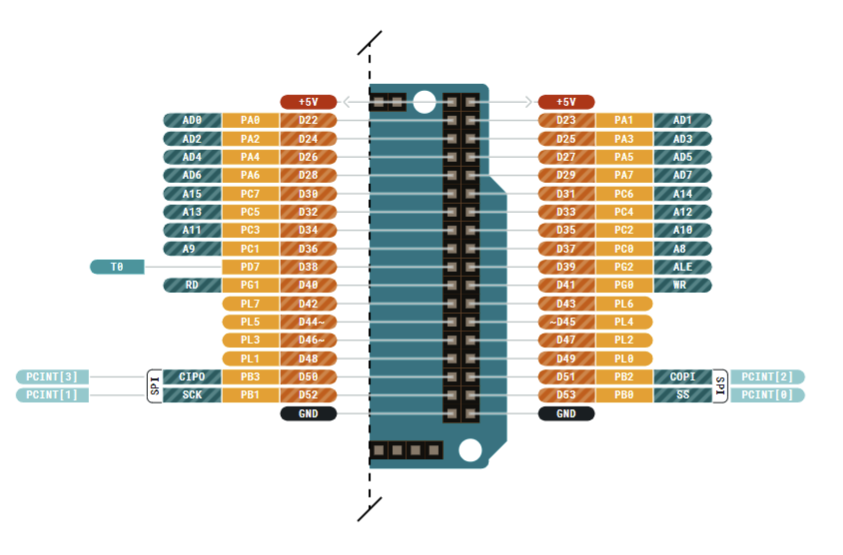 +5V +5V
AD0 PA0 D22 D23 PA1 AD1
AD2 PA2 D24 D25 PA3 AD3
AD4 PA4 D26 D27 PA5 AD5
AD6 PA6 D28 D29 PA7 AD7
A15 PC7 D30 D31 PC6 A14
A13 PC5 D32 D33 PC4 A12
A11 PC3 D34 D35 PC2 A10
A9 PC1 D36 D37 PC0 A8
T0 PD7 D38 D39 PG2 ALE
RD PG1 D40 D41 PG0 WR
PL7 D42 D43 PL6
PL5 D44~ ~D45 PL4
PL3 D46~ D47 PL2
PL1 D48 D49 PL0
PCINT[3] SPI CIPO PB3 D50 D51 PB2 COPI SPI PCINT[2]
PCINT[1] SCK PB1 D52 D53 PB0 SS PCINT[0]
GND GND